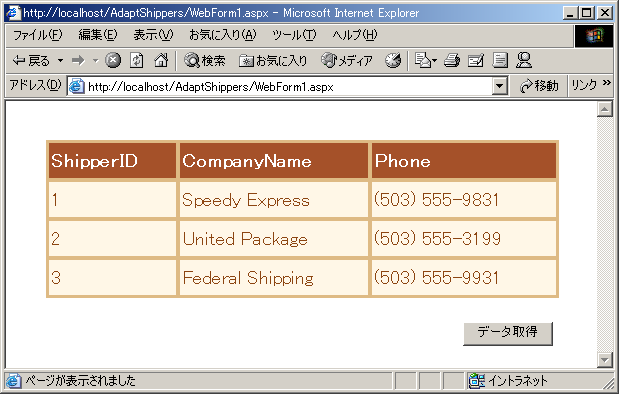 http://localhost/AdaptShippers/WebForm1.aspx - Microsoft Internet Explorer
ファイル(F) 編集(E) 表示(V) お気に入り(A) ツール(T) ヘルプ(H)
戻る 検索 お気に入り メディア
アドレス(D) http://localhost/AdaptShippers/WebForm1.aspx 移動 リンク »
ShipperID CompanyName Phone
1 Speedy Express (503) 555-9831
2 United Package (503) 555-3199
3 Federal Shipping (503) 555-9931
データ取得
ページが表示されました イントラネット